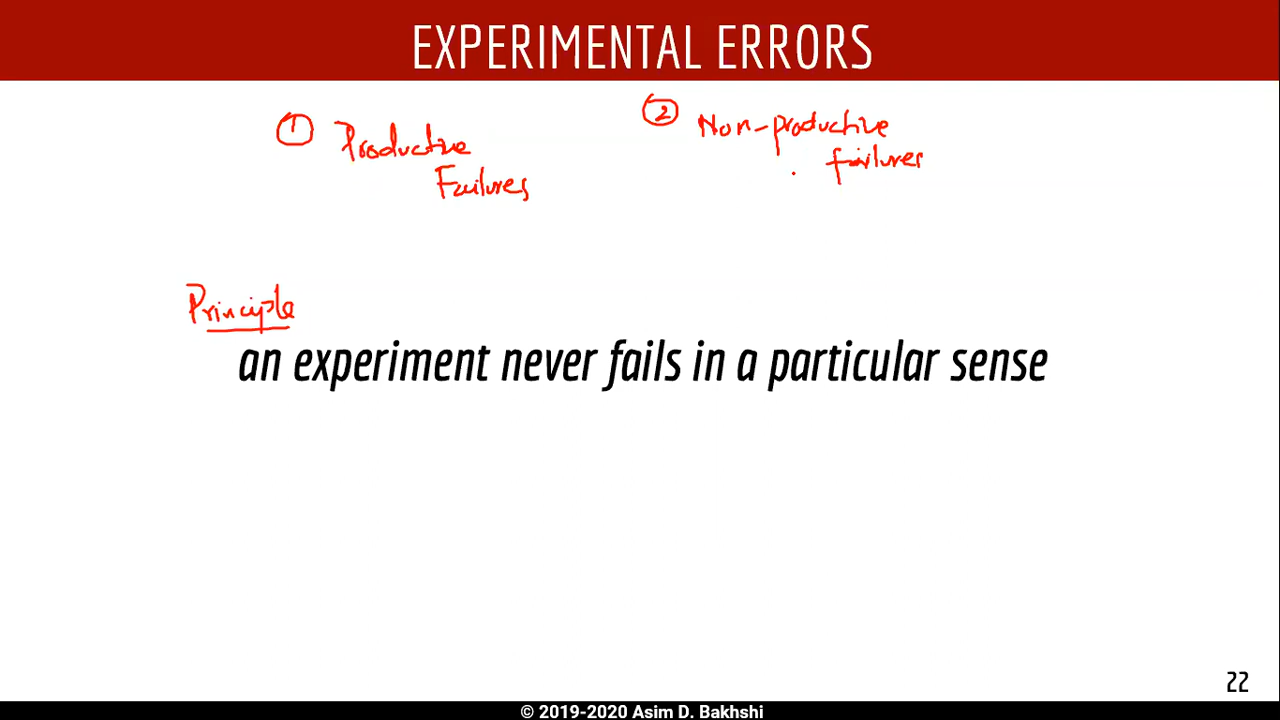 EXPERIMENTAL ERRORS
① Productive
Failures
② Non-productive
failures
Principle
an experiment never fails in a particular sense
22
© 2019-2020 Asim D. Bakhshi